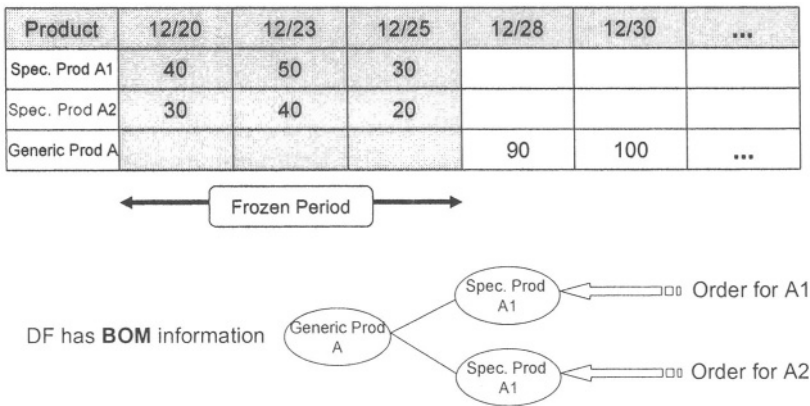 Product 12/20 12/23 12/25 12/28 12/30 ...
Spec. Prod A1 40 50 30
Spec. Prod A2 30 40 20
Generic Prod A 90 100 ...
Frozen Period
Spec. Prod
A1
Order for A1
DF has BOM information
Generic Prod
A
Spec. Prod
A1
Order for A2